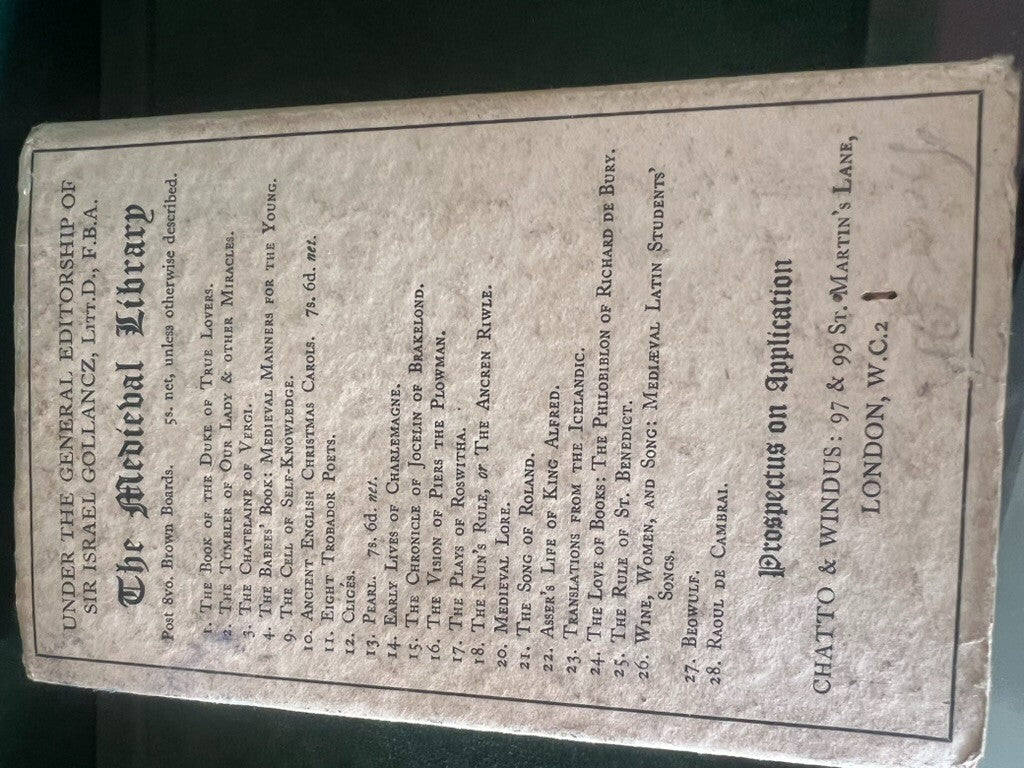 UNDER THE GENERAL EDITORSHIP OF
SIR ISRAEL GOLLANCZ, LITT.D., F.B.A.
The Medieval Library
Post 8vo. Brown Boards. 5s. net, unless otherwise described.
1. THE BOOK OF THE DUKE OF TRUE LOVERS.
2. THE TUMBLER OF OUR LADY & OTHER MIRACLES.
3. THE CHATELAINE OF VERGI.
4. THE BABEES' BOOK: MEDIEVAL MANNERS FOR THE YOUNG.
9. THE CELL OF SELF-KNOWLEDGE.
10. ANCIENT ENGLISH CHRISTMAS CAROLS. 7s. 6d. net.
11. EIGHT TROBADOR POETS.
12. CLIGÉS.
13. PEARL. 7s. 6d. net.
14. EARLY LIVES OF CHARLEMAGNE.
15. THE CHRONICLE OF JOCELIN OF BRAKELOND.
16. THE VISION OF PIERS THE PLOWMAN.
17. THE PLAYS OF ROSWITHA.
18. THE NUN'S RULE, or THE ANCREN RIWLE.
20. MEDIEVAL LORE.
21. THE SONG OF ROLAND.
22. ASSER'S LIFE OF KING ALFRED.
23. TRANSLATIONS FROM THE ICELANDIC.
24. THE LOVE OF BOOKS: THE PHILOBIBLON OF RICHARD DE BURY.
25. THE RULE OF ST. BENEDICT.
26. WINE, WOMEN, AND SONG: MEDIÆVAL LATIN STUDENTS'
SONGS.
27. BEOWULF.
28. RAOUL DE CAMBRAI.
Prospectus on Application
CHATTO & WINDUS: 97 & 99 ST. MARTIN'S LANE,
LONDON, W.C.2